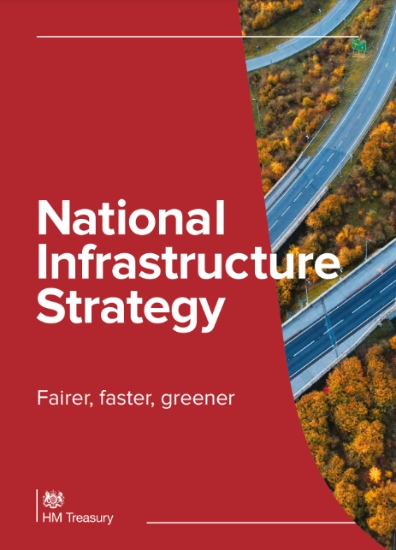 National
Infrastructure
Strategy
Fairer, faster, greener
HM Treasury